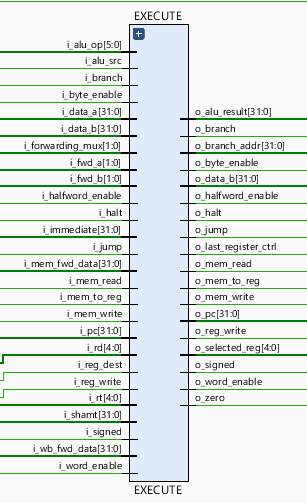 EXECUTE
i_alu_op[5:0]
i_alu_src
i_branch
i_byte_enable
i_data_a[31:0]
i_data_b[31:0]
i_forwarding_mux[1:0]
i_fwd_a[1:0]
i_fwd_b[1:0]
i_halfword_enable
i_halt
i_immediate[31:0]
i_jump
i_mem_fwd_data[31:0]
i_mem_read
i_mem_to_reg
i_mem_write
i_pc[31:0]
i_rd[4:0]
i_reg_dest
i_reg_write
i_rt[4:0]
i_shamt[31:0]
i_signed
i_wb_fwd_data[31:0]
i_word_enable
o_alu_result[31:0]
o_branch
o_branch_addr[31:0]
o_byte_enable
o_data_b[31:0]
o_halfword_enable
o_halt
o_jump
o_last_register_ctrl
o_mem_read
o_mem_to_reg
o_mem_write
o_pc[31:0]
o_reg_write
o_selected_reg[4:0]
o_signed
o_word_enable
o_zero
EXECUTE